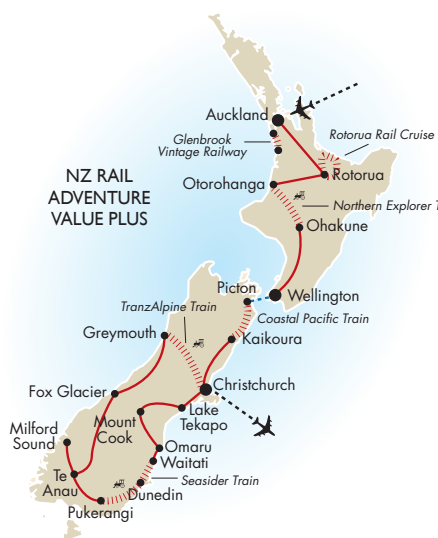 Auckland
Glenbrook
Vintage Railway
Rotorua Rail Cruise
NZ RAIL
ADVENTURE
VALUE PLUS
Otorohanga
Rotorua
Northern Explorer T
Ohakune
Picton
Wellington
TranzAlpine Train
Coastal Pacific Train
Greymouth
Kaikoura
Fox Glacier
Christchurch
Mount
Cook
Lake
Tekapo
Milford
Sound
Omaru
Waitati
Te
Anau
Seasider Train
Dunedin
Pukerangi